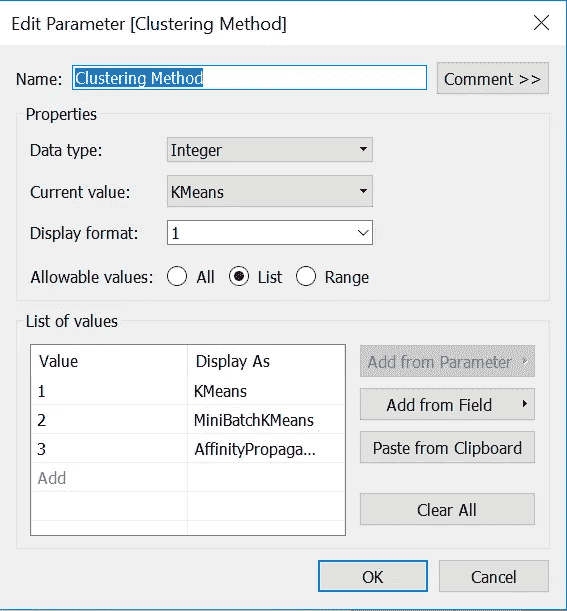 Edit Parameter [Clustering Method]
Name: Clustering Method Comment >>
Properties
Data type: Integer
Current value: KMeans
Display format: 1
Allowable values: All List Range
List of values
Value Display As Add from Parameter
1 KMeans
2 MiniBatchKMeans Add from Field
3 AffinityPropaga... Paste from Clipboard
Add
Clear All
OK Cancel